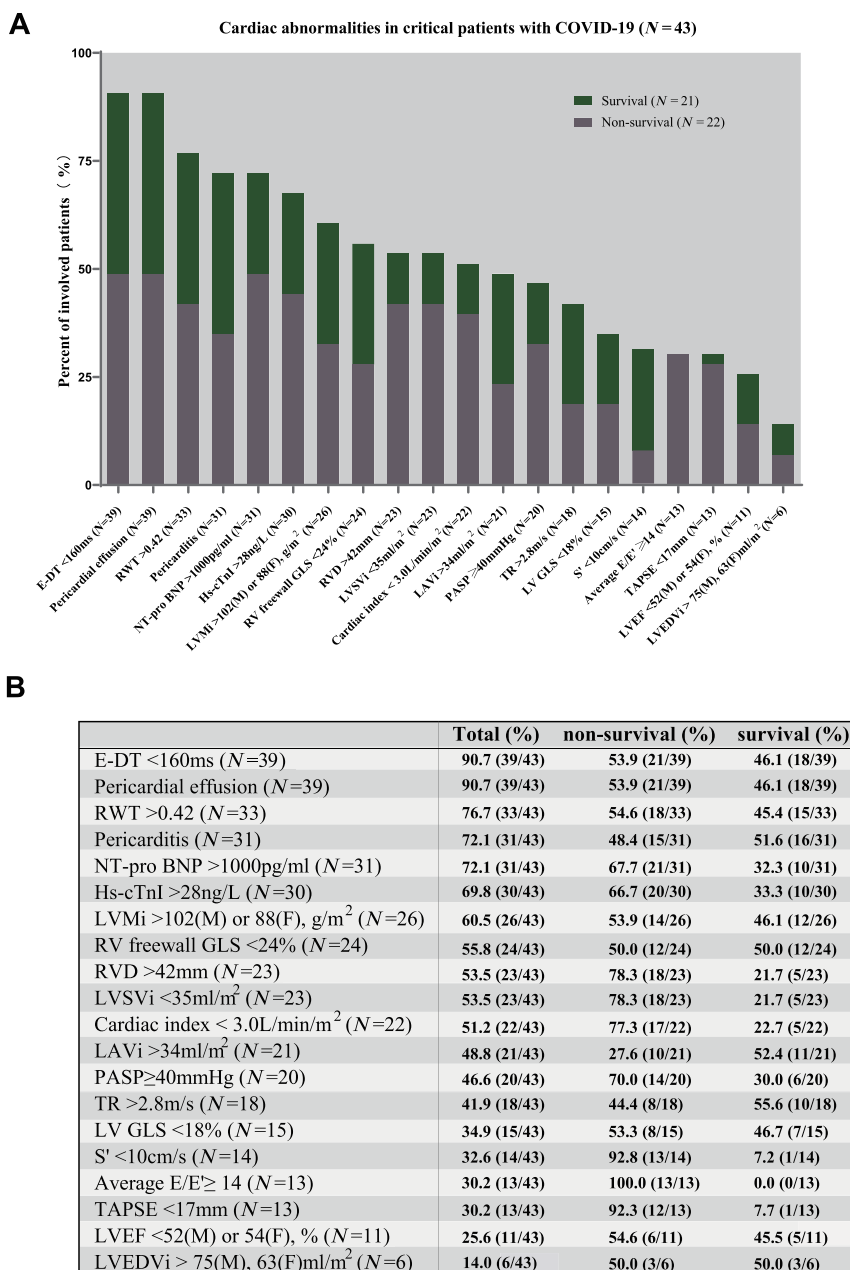 A
Cardiac abnormalities in critical patients with COVID-19 (N = 43)
Percent of involved patients ( %)
100
75
50
25
0
Survival (N = 21)
Non-survival (N = 22)
E-DT <160ms (N=39)
Pericardial effusion (N=39)
RWT >0.42 (N=33)
Pericarditis (N=31)
NT-pro BNP >1000pg/ml (N=31)
Hs-cTnI >28ng/L (N=30)
LVMi >102(M) or 88(F), g/m² (N=26)
RV freewall GLS <24% (N=24)
RVD >42mm (N=23)
LVSVi <35ml/m² (N=23)
Cardiac index < 3.0L/min/m² (N=22)
LAVi >34ml/m² (N=21)
PASP ≥40mmHg (N=20)
TR >2.8m/s (N=18)
LV GLS <18% (N=15)
S' <10cm/s (N=14)
Average E/E' ≥14 (N=13)
TAPSE <17mm (N=13)
LVEF <52(M) or 54(F), % (N=11)
LVEDVi > 75(M), 63(F)ml/m² (N=6)
B
Total (%) non-survival (%) survival (%)
E-DT <160ms (N=39) 90.7 (39/43) 53.9 (21/39) 46.1 (18/39)
Pericardial effusion (N=39) 90.7 (39/43) 53.9 (21/39) 46.1 (18/39)
RWT >0.42 (N=33) 76.7 (33/43) 54.6 (18/33) 45.4 (15/33)
Pericarditis (N=31) 72.1 (31/43) 48.4 (15/31) 51.6 (16/31)
NT-pro BNP >1000pg/ml (N=31) 72.1 (31/43) 67.7 (21/31) 32.3 (10/31)
Hs-cTnI >28ng/L (N=30) 69.8 (30/43) 66.7 (20/30) 33.3 (10/30)
LVMi >102(M) or 88(F), g/m² (N=26) 60.5 (26/43) 53.9 (14/26) 46.1 (12/26)
RV freewall GLS <24% (N=24) 55.8 (24/43) 50.0 (12/24) 50.0 (12/24)
RVD >42mm (N=23) 53.5 (23/43) 78.3 (18/23) 21.7 (5/23)
LVSVi <35ml/m² (N=23) 53.5 (23/43) 78.3 (18/23) 21.7 (5/23)
Cardiac index < 3.0L/min/m² (N=22) 51.2 (22/43) 77.3 (17/22) 22.7 (5/22)
LAVi >34ml/m² (N=21) 48.8 (21/43) 27.6 (10/21) 52.4 (11/21)
PASP≥40mmHg (N=20) 46.6 (20/43) 70.0 (14/20) 30.0 (6/20)
TR >2.8m/s (N=18) 41.9 (18/43) 44.4 (8/18) 55.6 (10/18)
LV GLS <18% (N=15) 34.9 (15/43) 53.3 (8/15) 46.7 (7/15)
S' <10cm/s (N=14) 32.6 (14/43) 92.8 (13/14) 7.2 (1/14)
Average E/E'≥ 14 (N=13) 30.2 (13/43) 100.0 (13/13) 0.0 (0/13)
TAPSE <17mm (N=13) 30.2 (13/43) 92.3 (12/13) 7.7 (1/13)
LVEF <52(M) or 54(F), % (N=11) 25.6 (11/43) 54.6 (6/11) 45.5 (5/11)
LVEDVi > 75(M), 63(F)ml/m² (N=6) 14.0 (6/43) 50.0 (3/6) 50.0 (3/6)